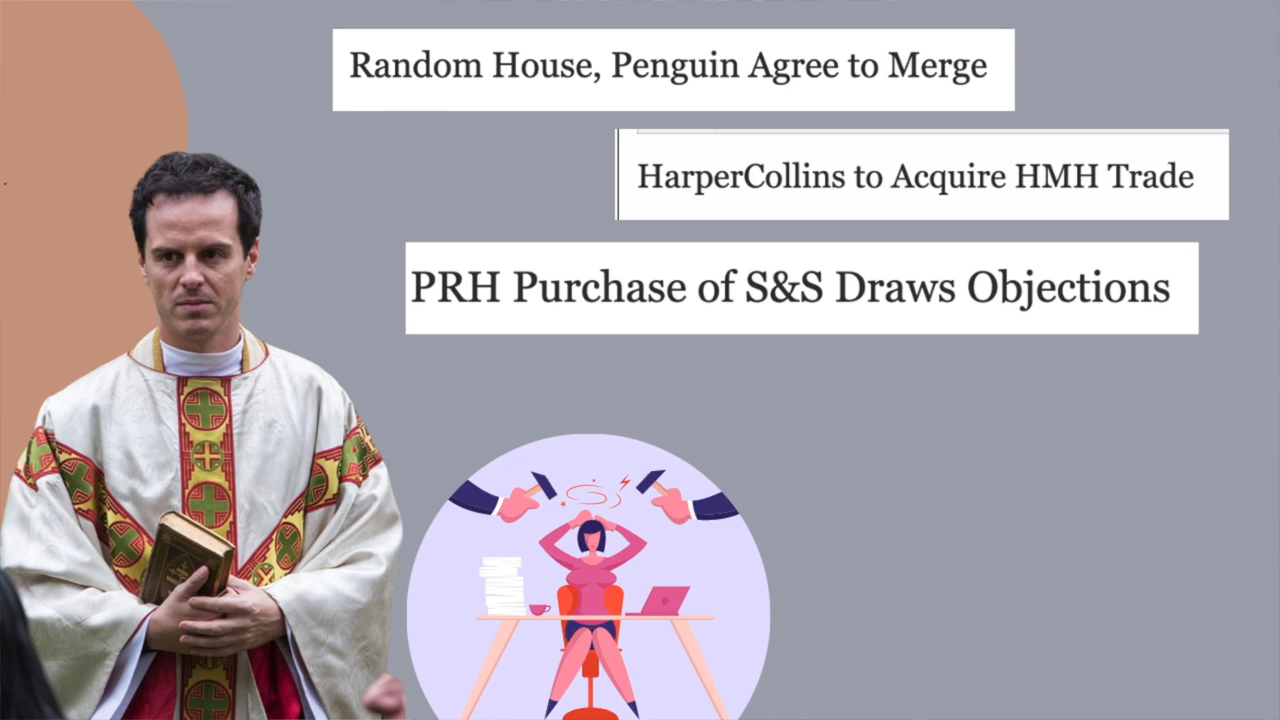 Random House, Penguin Agree to Merge
HarperCollins to Acquire HMH Trade
PRH Purchase of S&S Draws Objections